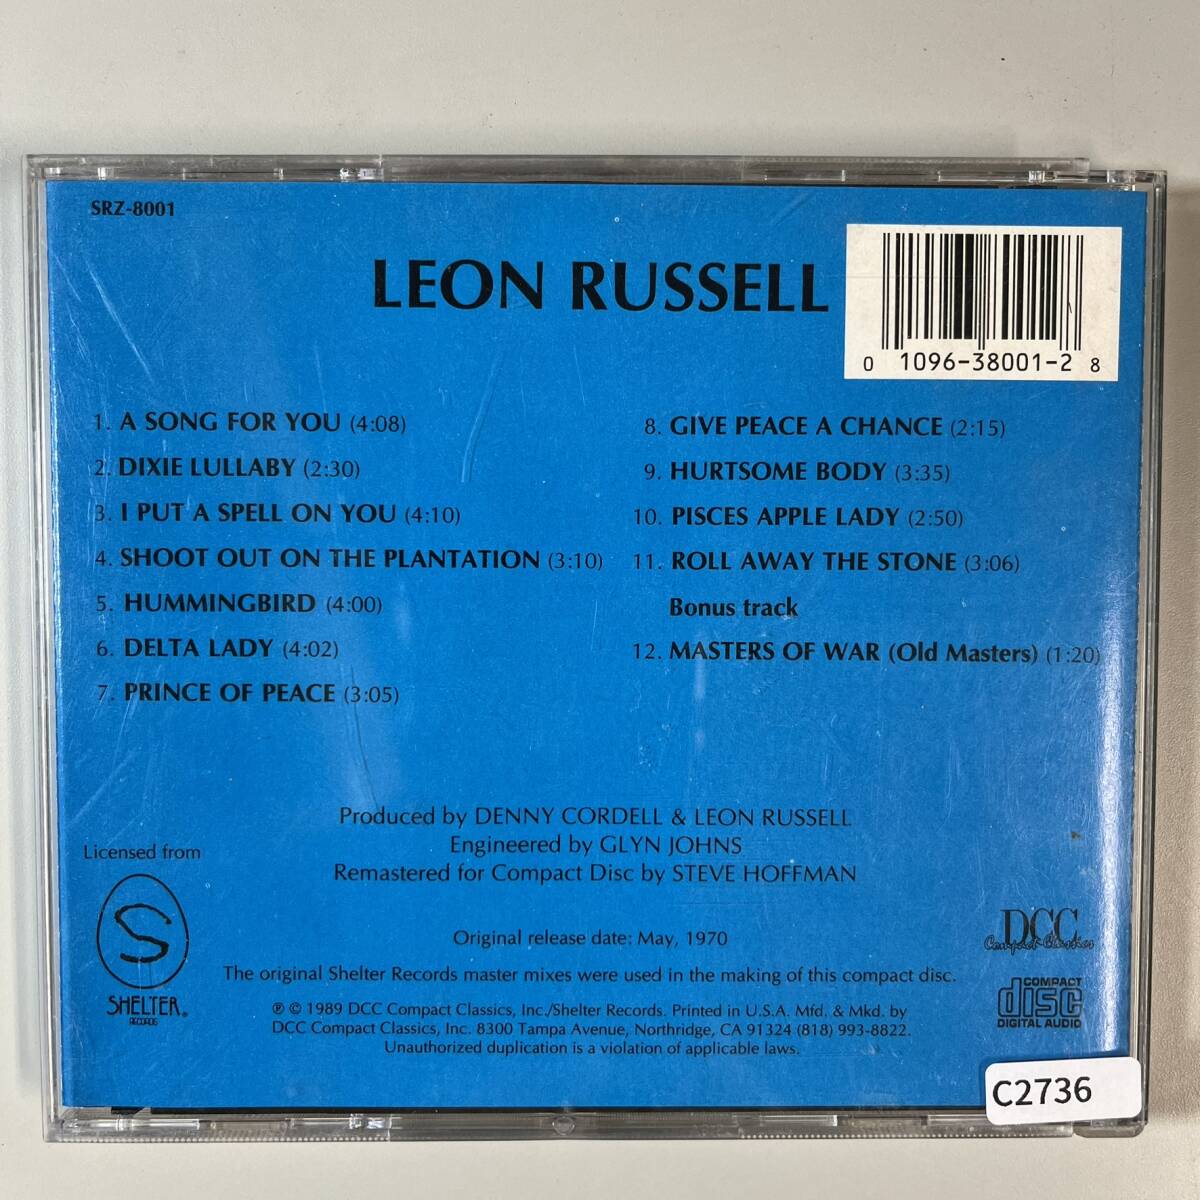 SRZ-8001
LEON RUSSELL
0 1096-38001-2 8
1. A SONG FOR YOU (4:08)
2. DIXIE LULLABY (2:30)
3. I PUT A SPELL ON YOU (4:10)
4. SHOOT OUT ON THE PLANTATION (3:10)
5. HUMMINGBIRD (4:00)
6. DELTA LADY (4:02)
7. PRINCE OF PEACE (3:05)
8. GIVE PEACE A CHANCE (2:15)
9. HURTSOME BODY (3:35)
10. PISCES APPLE LADY (2:50)
11. ROLL AWAY THE STONE (3:06)
Bonus track
12. MASTERS OF WAR (Old Masters) (1:20)
Produced by DENNY CORDELL & LEON RUSSELL
Engineered by GLYN JOHNS
Remastered for Compact Disc by STEVE HOFFMAN
Licensed from
S
SHELTER®
RECORDS
Original release date: May, 1970
The original Shelter Records master mixes were used in the making of this compact disc.
℗ © 1989 DCC Compact Classics, Inc./Shelter Records. Printed in U.S.A. Mfd. & Mkd. by
DCC Compact Classics, Inc. 8300 Tampa Avenue, Northridge, CA 91324 (818) 993-8822.
Unauthorized duplication is a violation of applicable laws.
DCC
Compact Classics
COMPACT
disc
DIGITAL AUDIO
C2736